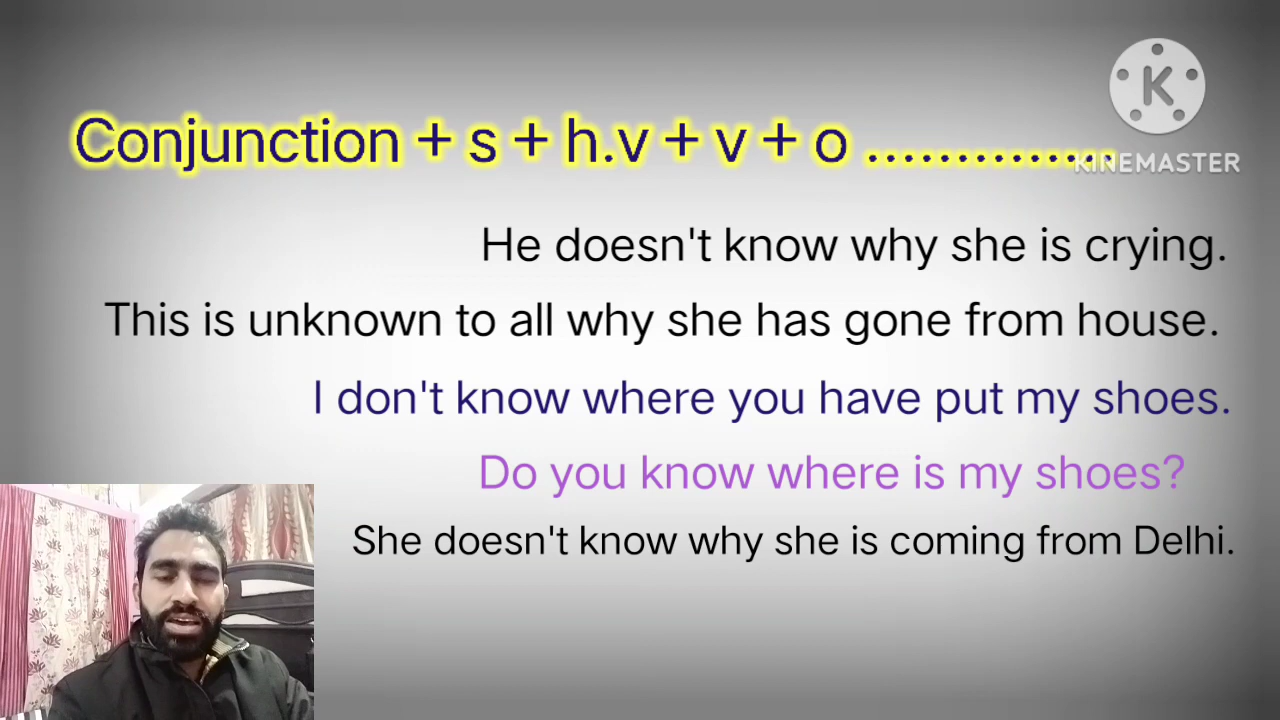 Conjunction + s + h.v + v + o ..............
KINEMASTER
He doesn't know why she is crying.
This is unknown to all why she has gone from house.
I don't know where you have put my shoes.
Do you know where is my shoes?
She doesn't know why she is coming from Delhi.